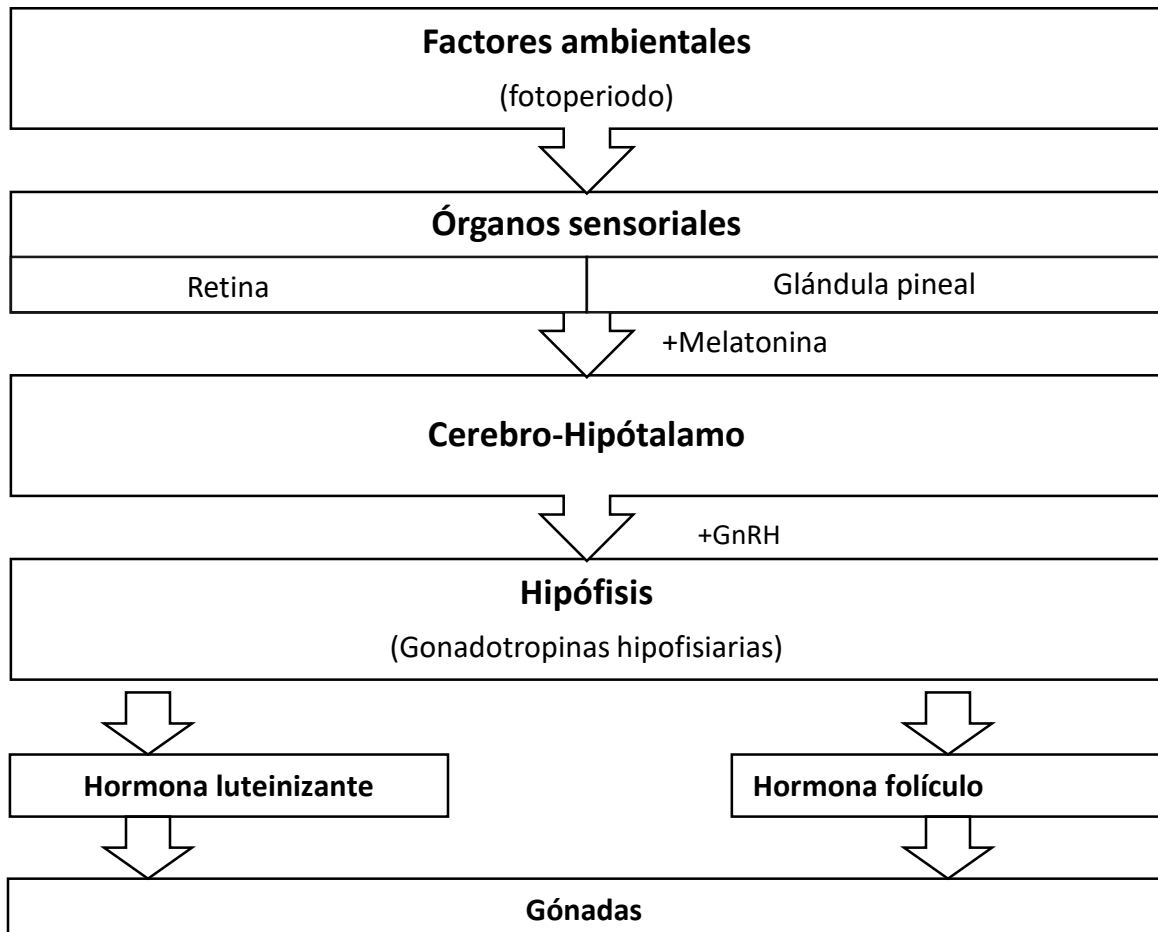 Factores ambientales
(fotoperiodo)
Órganos sensoriales
Retina
Glándula pineal
+Melatonina
Cerebro-Hipótalamo
+GnRH
Hipófisis
(Gonadotropinas hipofisiarias)
Hormona luteinizante
Hormona folículo
Gónadas